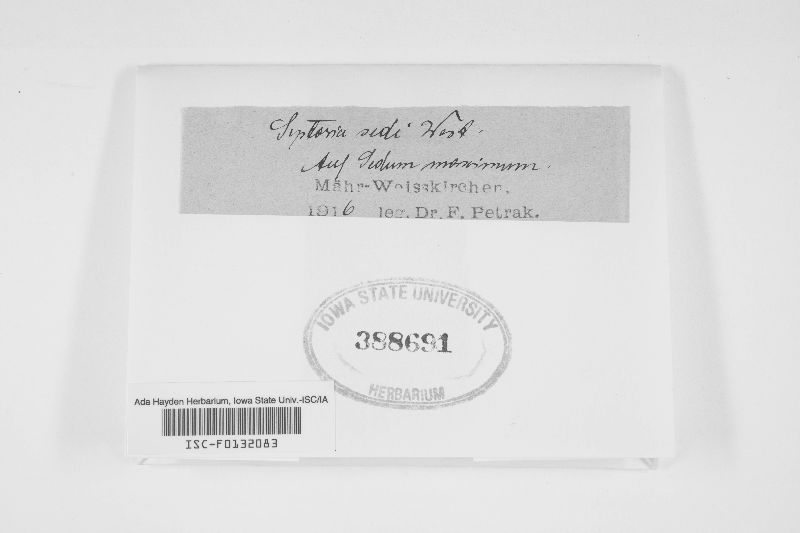 Septoria sedi West.
Auf Sedum maximum.
Mähr-Weisskirchen,
1916 leg. Dr. F. Petrak.
IOWA STATE UNIVERSITY
388691
HERBARIUM
Ada Hayden Herbarium, Iowa State Univ.-ISC/IA
ISC-F0132083